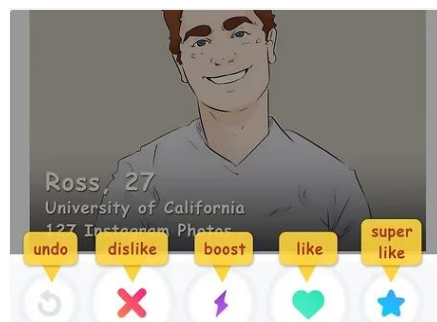 Ross, 27
University of California
127 Instagram Photos
undo
dislike
boost
like
super
like